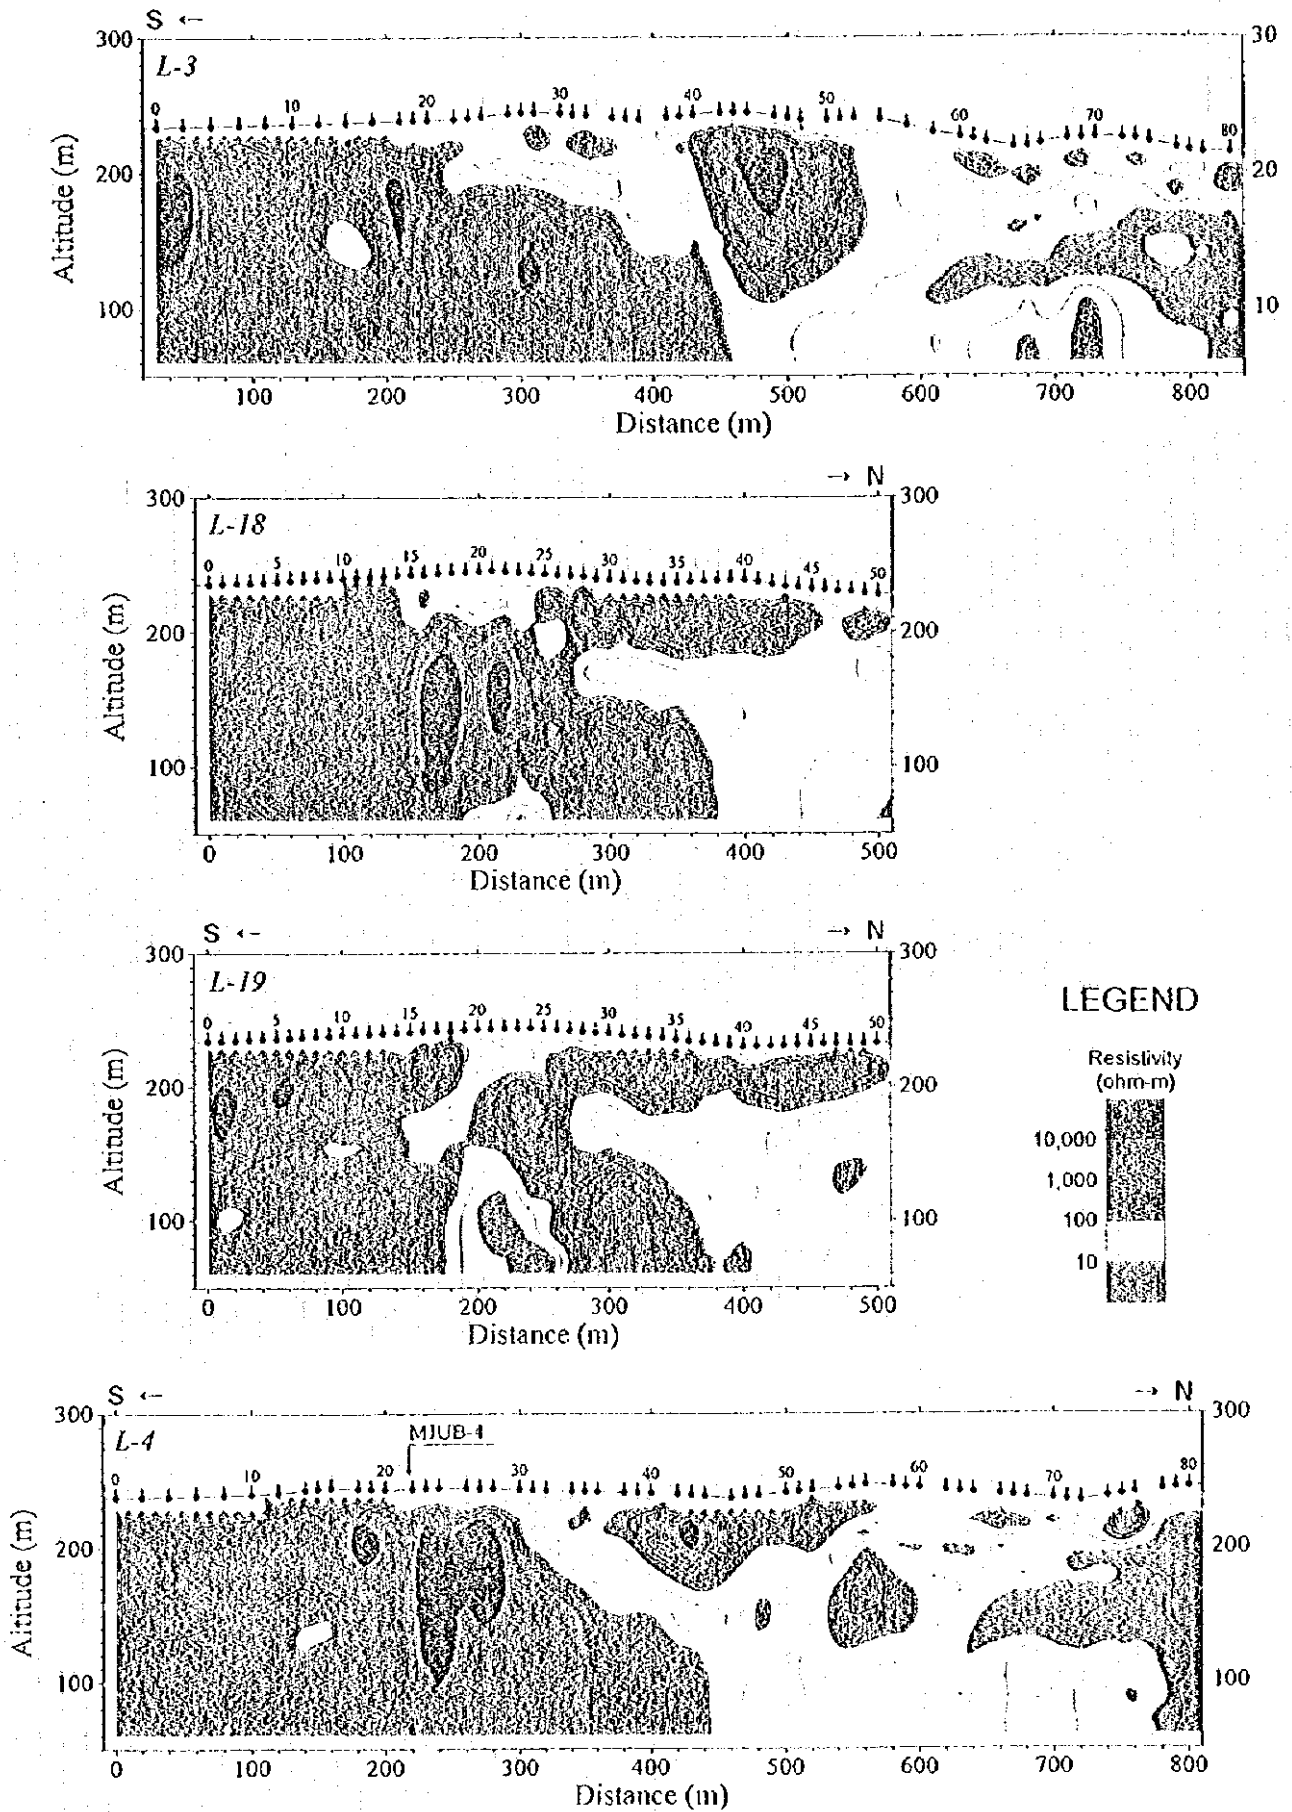 S ←
300 30
L-3
0 10 20 30 40 50 60 70 80
200 20
Altitude (m)
100 10
100 200 300 400 500 600 700 800
Distance (m)
→ N
300 300
L-18
0 5 10 15 20 25 30 35 40 45 50
200 200
Altitude (m)
100 100
0 100 200 300 400 500
Distance (m)
S ← → N
300 300
L-19
0 5 10 15 20 25 30 35 40 45 50
200 200
Altitude (m)
100 100
0 100 200 300 400 500
Distance (m)
LEGEND
Resistivity
(ohm-m)
10,000
1,000
100
10
S ← → N
300 300
L-4
MJUB-4
0 10 20 30 40 50 60 70 80
200 200
Altitude (m)
100 100
0 100 200 300 400 500 600 700 800
Distance (m)